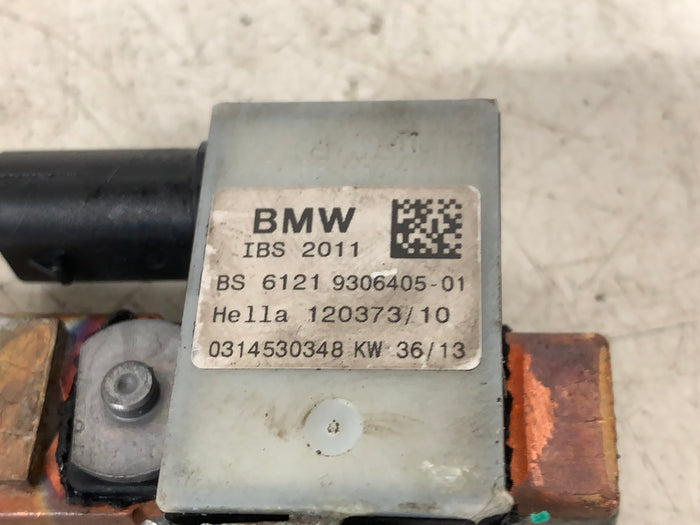 BMW
IBS 2011
BS 6121 9306405-01
Hella 120373/10
0314530348 KW 36/13